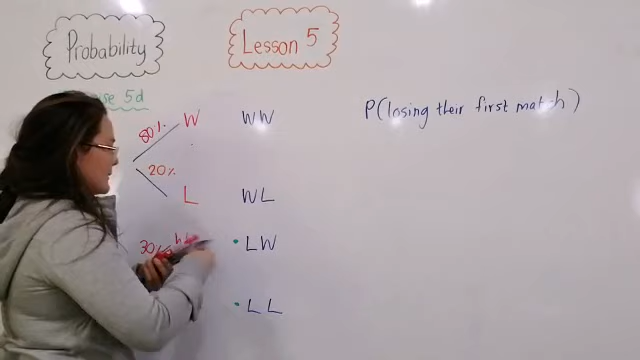 Probability
Lesson 5
5d
P(losing their first match)
80% W WW
20%
L WL
30% LW
LL